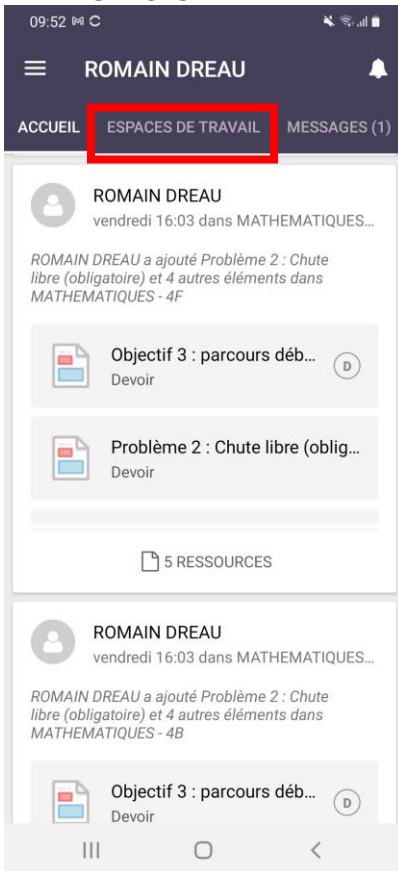 09:52
ROMAIN DREAU
ACCUEIL ESPACES DE TRAVAIL MESSAGES (1)
ROMAIN DREAU
vendredi 16:03 dans MATHEMATIQUES...
ROMAIN DREAU a ajouté Problème 2 : Chute
libre (obligatoire) et 4 autres éléments dans
MATHEMATIQUES - 4F
Objectif 3 : parcours déb... D
Devoir
Problème 2 : Chute libre (oblig...
Devoir
5 RESSOURCES
ROMAIN DREAU
vendredi 16:03 dans MATHEMATIQUES...
ROMAIN DREAU a ajouté Problème 2 : Chute
libre (obligatoire) et 4 autres éléments dans
MATHEMATIQUES - 4B
Objectif 3 : parcours déb... D
Devoir